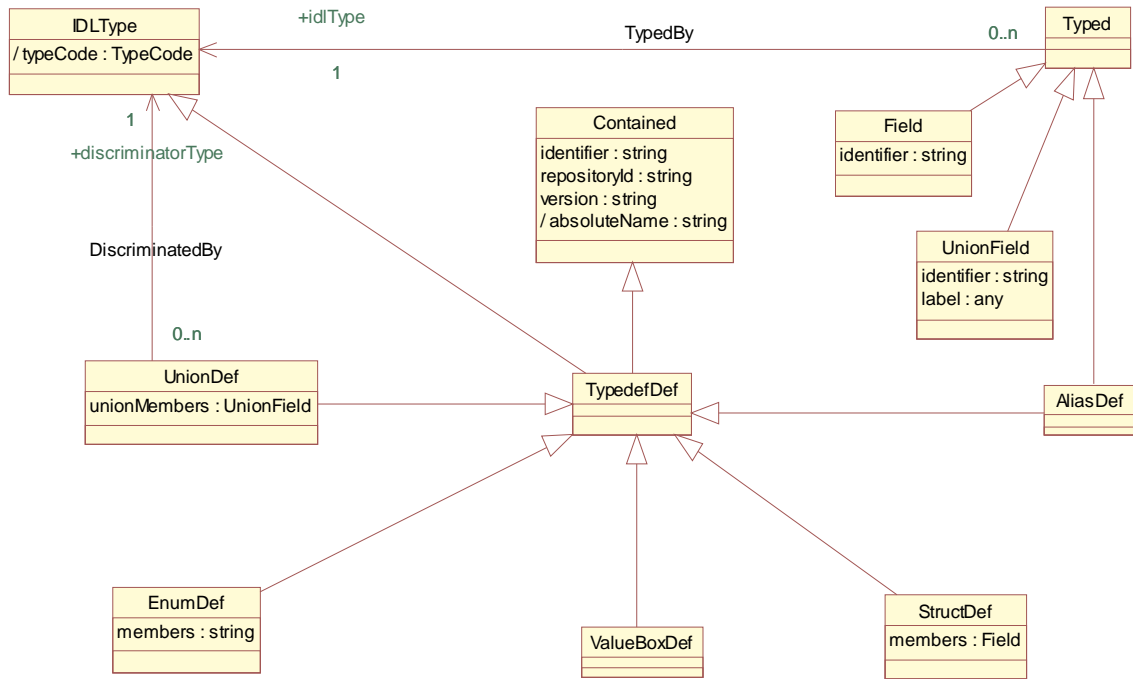 IDLType
/ typeCode : TypeCode
+idlType
TypedBy
0..n
1
Typed
1
+discriminatorType
DiscriminatedBy
0..n
Contained
identifier : string
repositoryId : string
version : string
/ absoluteName : string
Field
identifier : string
UnionField
identifier : string
label : any
UnionDef
unionMembers : UnionField
TypedefDef
AliasDef
EnumDef
members : string
ValueBoxDef
StructDef
members : Field